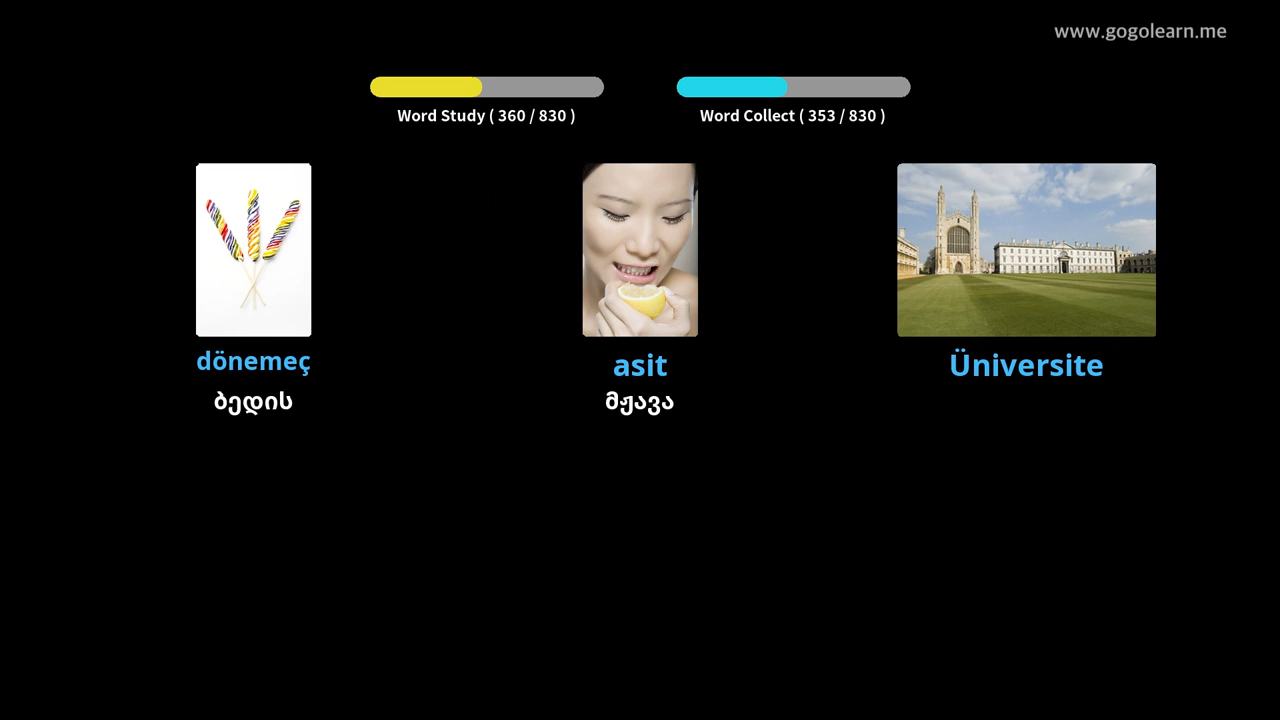 www.gogolearn.me
Word Study ( 360 / 830 )
Word Collect ( 353 / 830 )
dönemeç
ბედის
asit
მჟავა
Üniversite